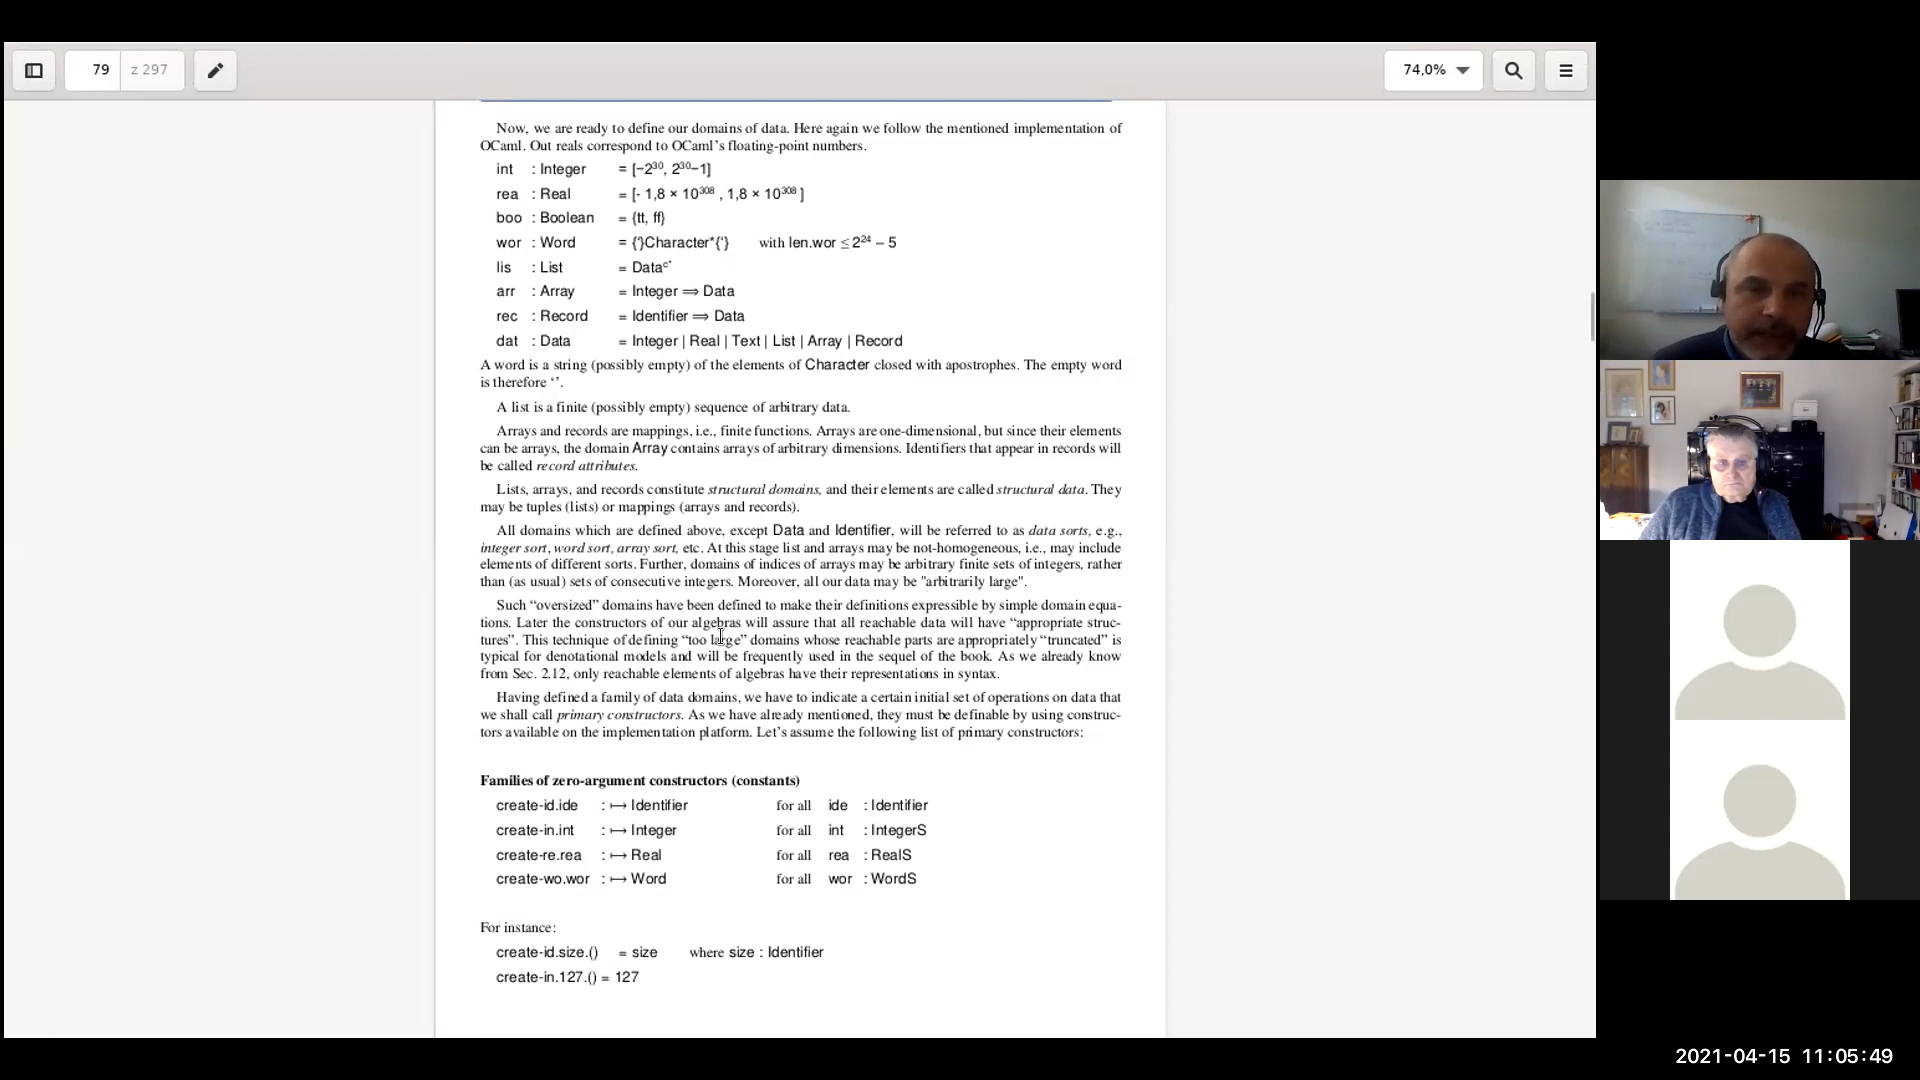 79 z 297 74,0%
Now, we are ready to define our domains of data. Here again we follow the mentioned implementation of
OCaml. Out reals correspond to OCaml's floating-point numbers.
int : Integer = [−2³⁰, 2³⁰−1]
rea : Real = [- 1,8 × 10³⁰⁸ , 1,8 × 10³⁰⁸ ]
boo : Boolean = {tt, ff}
wor : Word = {'}Character*{'} with len.wor ≤ 2²⁴ – 5
lis : List = Dataᶜ*
arr : Array = Integer ⟹ Data
rec : Record = Identifier ⟹ Data
dat : Data = Integer | Real | Text | List | Array | Record
A word is a string (possibly empty) of the elements of Character closed with apostrophes. The empty word
is therefore ‘’.
A list is a finite (possibly empty) sequence of arbitrary data.
Arrays and records are mappings, i.e., finite functions. Arrays are one-dimensional, but since their elements
can be arrays, the domain Array contains arrays of arbitrary dimensions. Identifiers that appear in records will
be called record attributes.
Lists, arrays, and records constitute structural domains, and their elements are called structural data. They
may be tuples (lists) or mappings (arrays and records).
All domains which are defined above, except Data and Identifier, will be referred to as data sorts, e.g.,
integer sort, word sort, array sort, etc. At this stage list and arrays may be not-homogeneous, i.e., may include
elements of different sorts. Further, domains of indices of arrays may be arbitrary finite sets of integers, rather
than (as usual) sets of consecutive integers. Moreover, all our data may be "arbitrarily large".
Such “oversized” domains have been defined to make their definitions expressible by simple domain equa-
tions. Later the constructors of our algebras will assure that all reachable data will have “appropriate struc-
tures”. This technique of defining “too large” domains whose reachable parts are appropriately “truncated” is
typical for denotational models and will be frequently used in the sequel of the book. As we already know
from Sec. 2.12, only reachable elements of algebras have their representations in syntax.
Having defined a family of data domains, we have to indicate a certain initial set of operations on data that
we shall call primary constructors. As we have already mentioned, they must be definable by using construc-
tors available on the implementation platform. Let's assume the following list of primary constructors:
Families of zero-argument constructors (constants)
create-id.ide : ↦ Identifier for all ide : Identifier
create-in.int : ↦ Integer for all int : IntegerS
create-re.rea : ↦ Real for all rea : RealS
create-wo.wor : ↦ Word for all wor : WordS
For instance:
create-id.size.() = size where size : Identifier
create-in.127.() = 127
2021-04-15 11:05:49